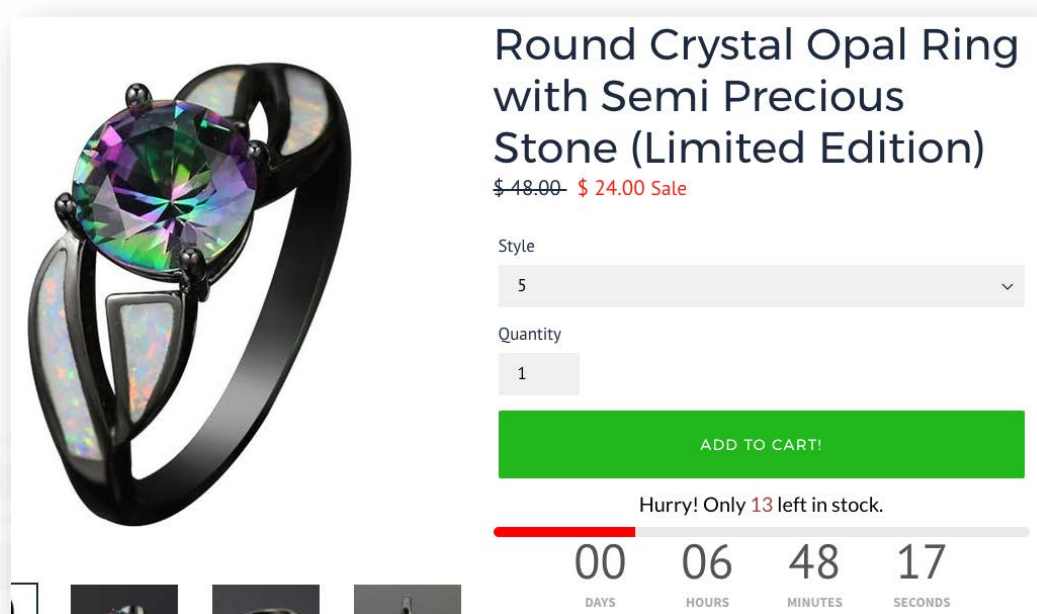 Round Crystal Opal Ring
with Semi Precious
Stone (Limited Edition)
$ 48.00 $ 24.00 Sale
Style
5
Quantity
1
ADD TO CART!
Hurry! Only 13 left in stock.
00 06 48 17
DAYS HOURS MINUTES SECONDS